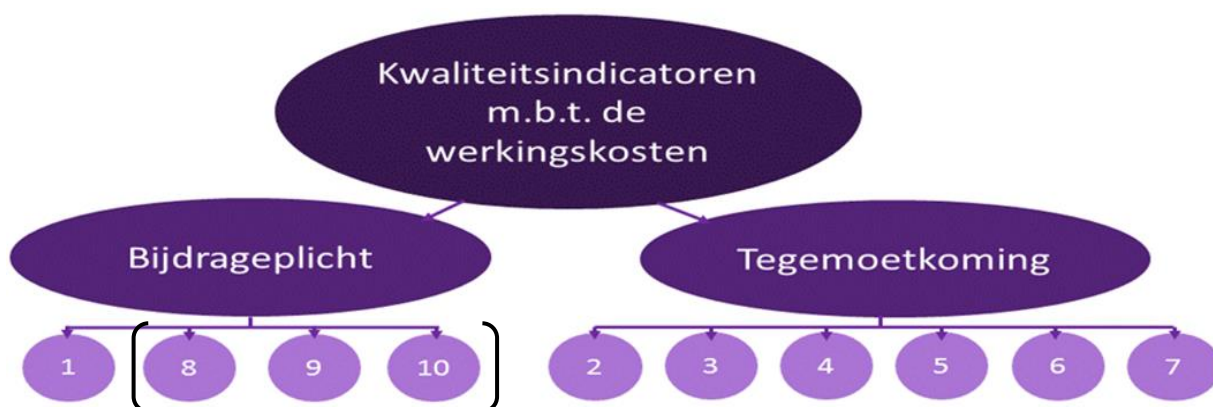 Kwaliteitsindicatoren
m.b.t. de
werkingskosten
Bijdrageplicht
Tegemoetkoming
1 8 9 10 2 3 4 5 6 7